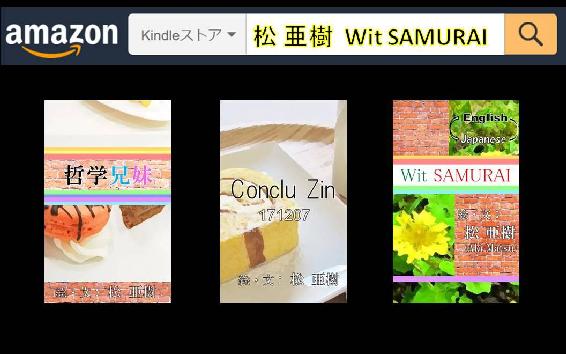 amazon
Kindleストア
松 亜樹 Wit SAMURAI
哲学兄妹
絵・文： 松 亜樹
Conclu Zin
171207
絵・文： 松 亜樹
English
Japanese
Wit SAMURAI
絵・文：
松 亜樹